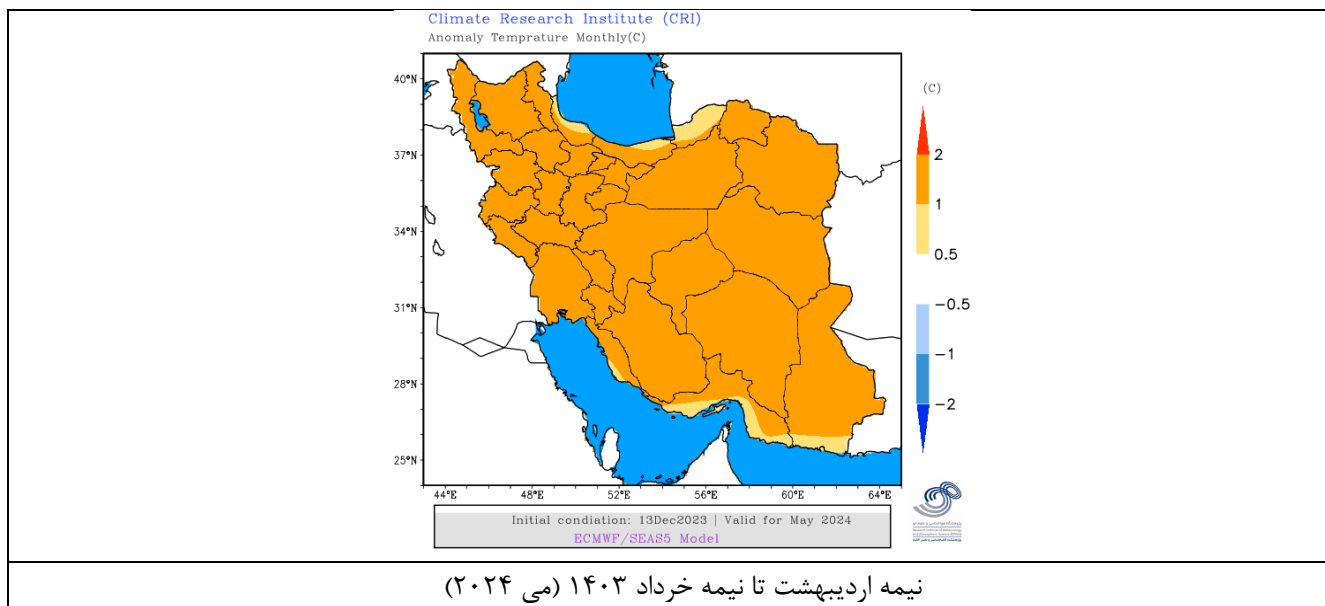 Climate Research Institute (CRI)
Anomaly Temprature Monthly(C)
40°N
37°N
34°N
31°N
28°N
25°N
44°E 48°E 52°E 56°E 60°E 64°E
(C)
2
1
0.5
−0.5
−1
−2
Initial condiation: 13Dec2023 | Valid for May 2024
ECMWF/SEAS5 Model
نیمه اردیبهشت تا نیمه خرداد ۱۴۰۳ (می ۲۰۲۴)